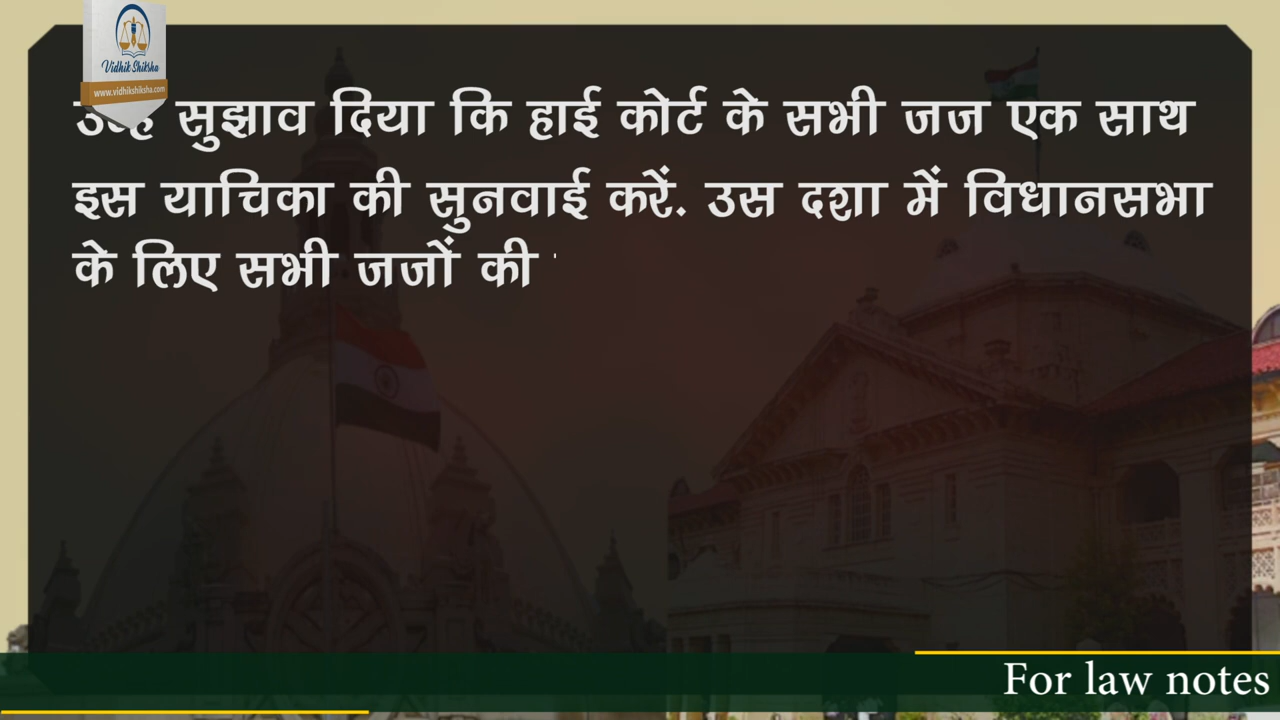 Vidhik Shiksha
www.vidhikshiksha.com
सुझाव दिया कि हाई कोर्ट के सभी जज एक साथ
इस याचिका की सुनवाई करें. उस दशा में विधानसभा
के लिए सभी जजों की
For law notes